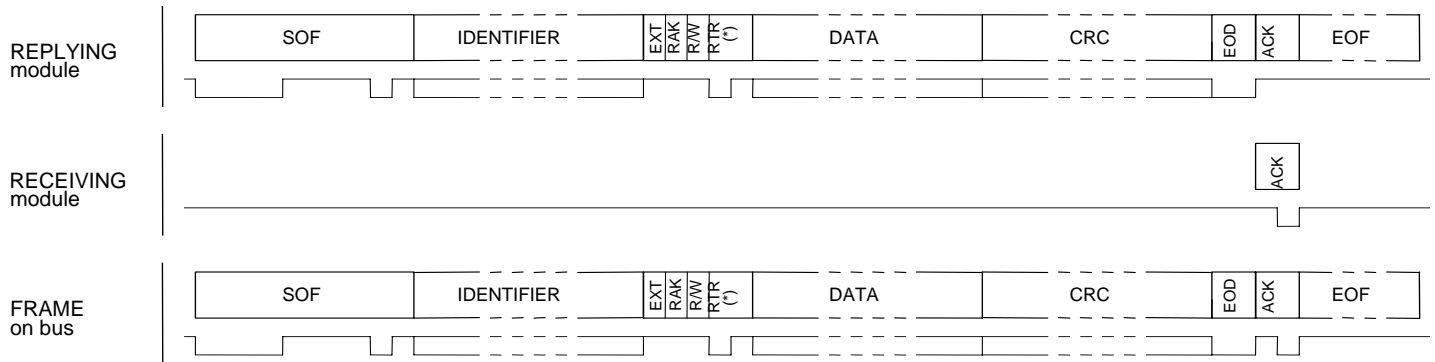 REPLYING
module
SOF IDENTIFIER EXT RAK R/W RTR (*) DATA CRC EOD ACK EOF
RECEIVING
module
ACK
FRAME
on bus
SOF IDENTIFIER EXT RAK R/W RTR (*) DATA CRC EOD ACK EOF